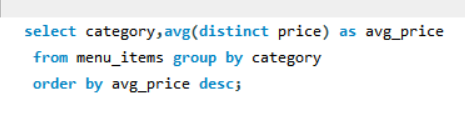 select category,avg(distinct price) as avg_price
from menu_items group by category
order by avg_price desc;